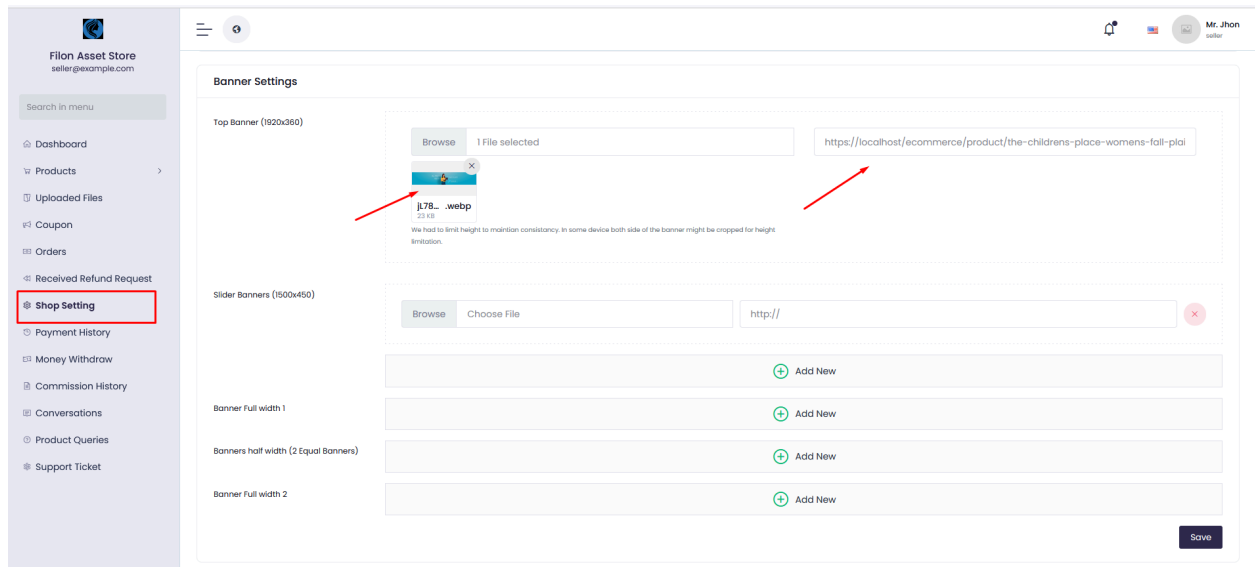 Filon Asset Store
seller@example.com
Search in menu
Dashboard
Products
Uploaded Files
Coupon
Orders
Received Refund Request
Shop Setting
Payment History
Money Withdraw
Commission History
Conversations
Product Queries
Support Ticket
Mr. Jhon
seller
Banner Settings
Top Banner (1920x360)
Browse 1 File selected https://localhost/ecommerce/product/the-childrens-place-womens-fall-plai
jL78... .webp
23 KB
We had to limit height to maintian consistancy. In some device both side of the banner might be cropped for height
limitation.
Slider Banners (1500x450)
Browse Choose File http://
Add New
Banner Full width 1 Add New
Banners half width (2 Equal Banners) Add New
Banner Full width 2 Add New
Save